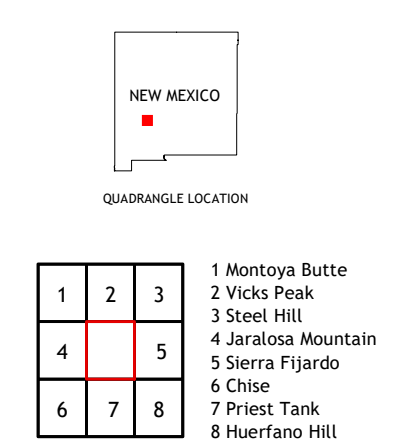 NEW MEXICO
QUADRANGLE LOCATION
1 2 3
4 5
6 7 8
1 Montoya Butte
2 Vicks Peak
3 Steel Hill
4 Jaralosa Mountain
5 Sierra Fijardo
6 Chise
7 Priest Tank
8 Huerfano Hill